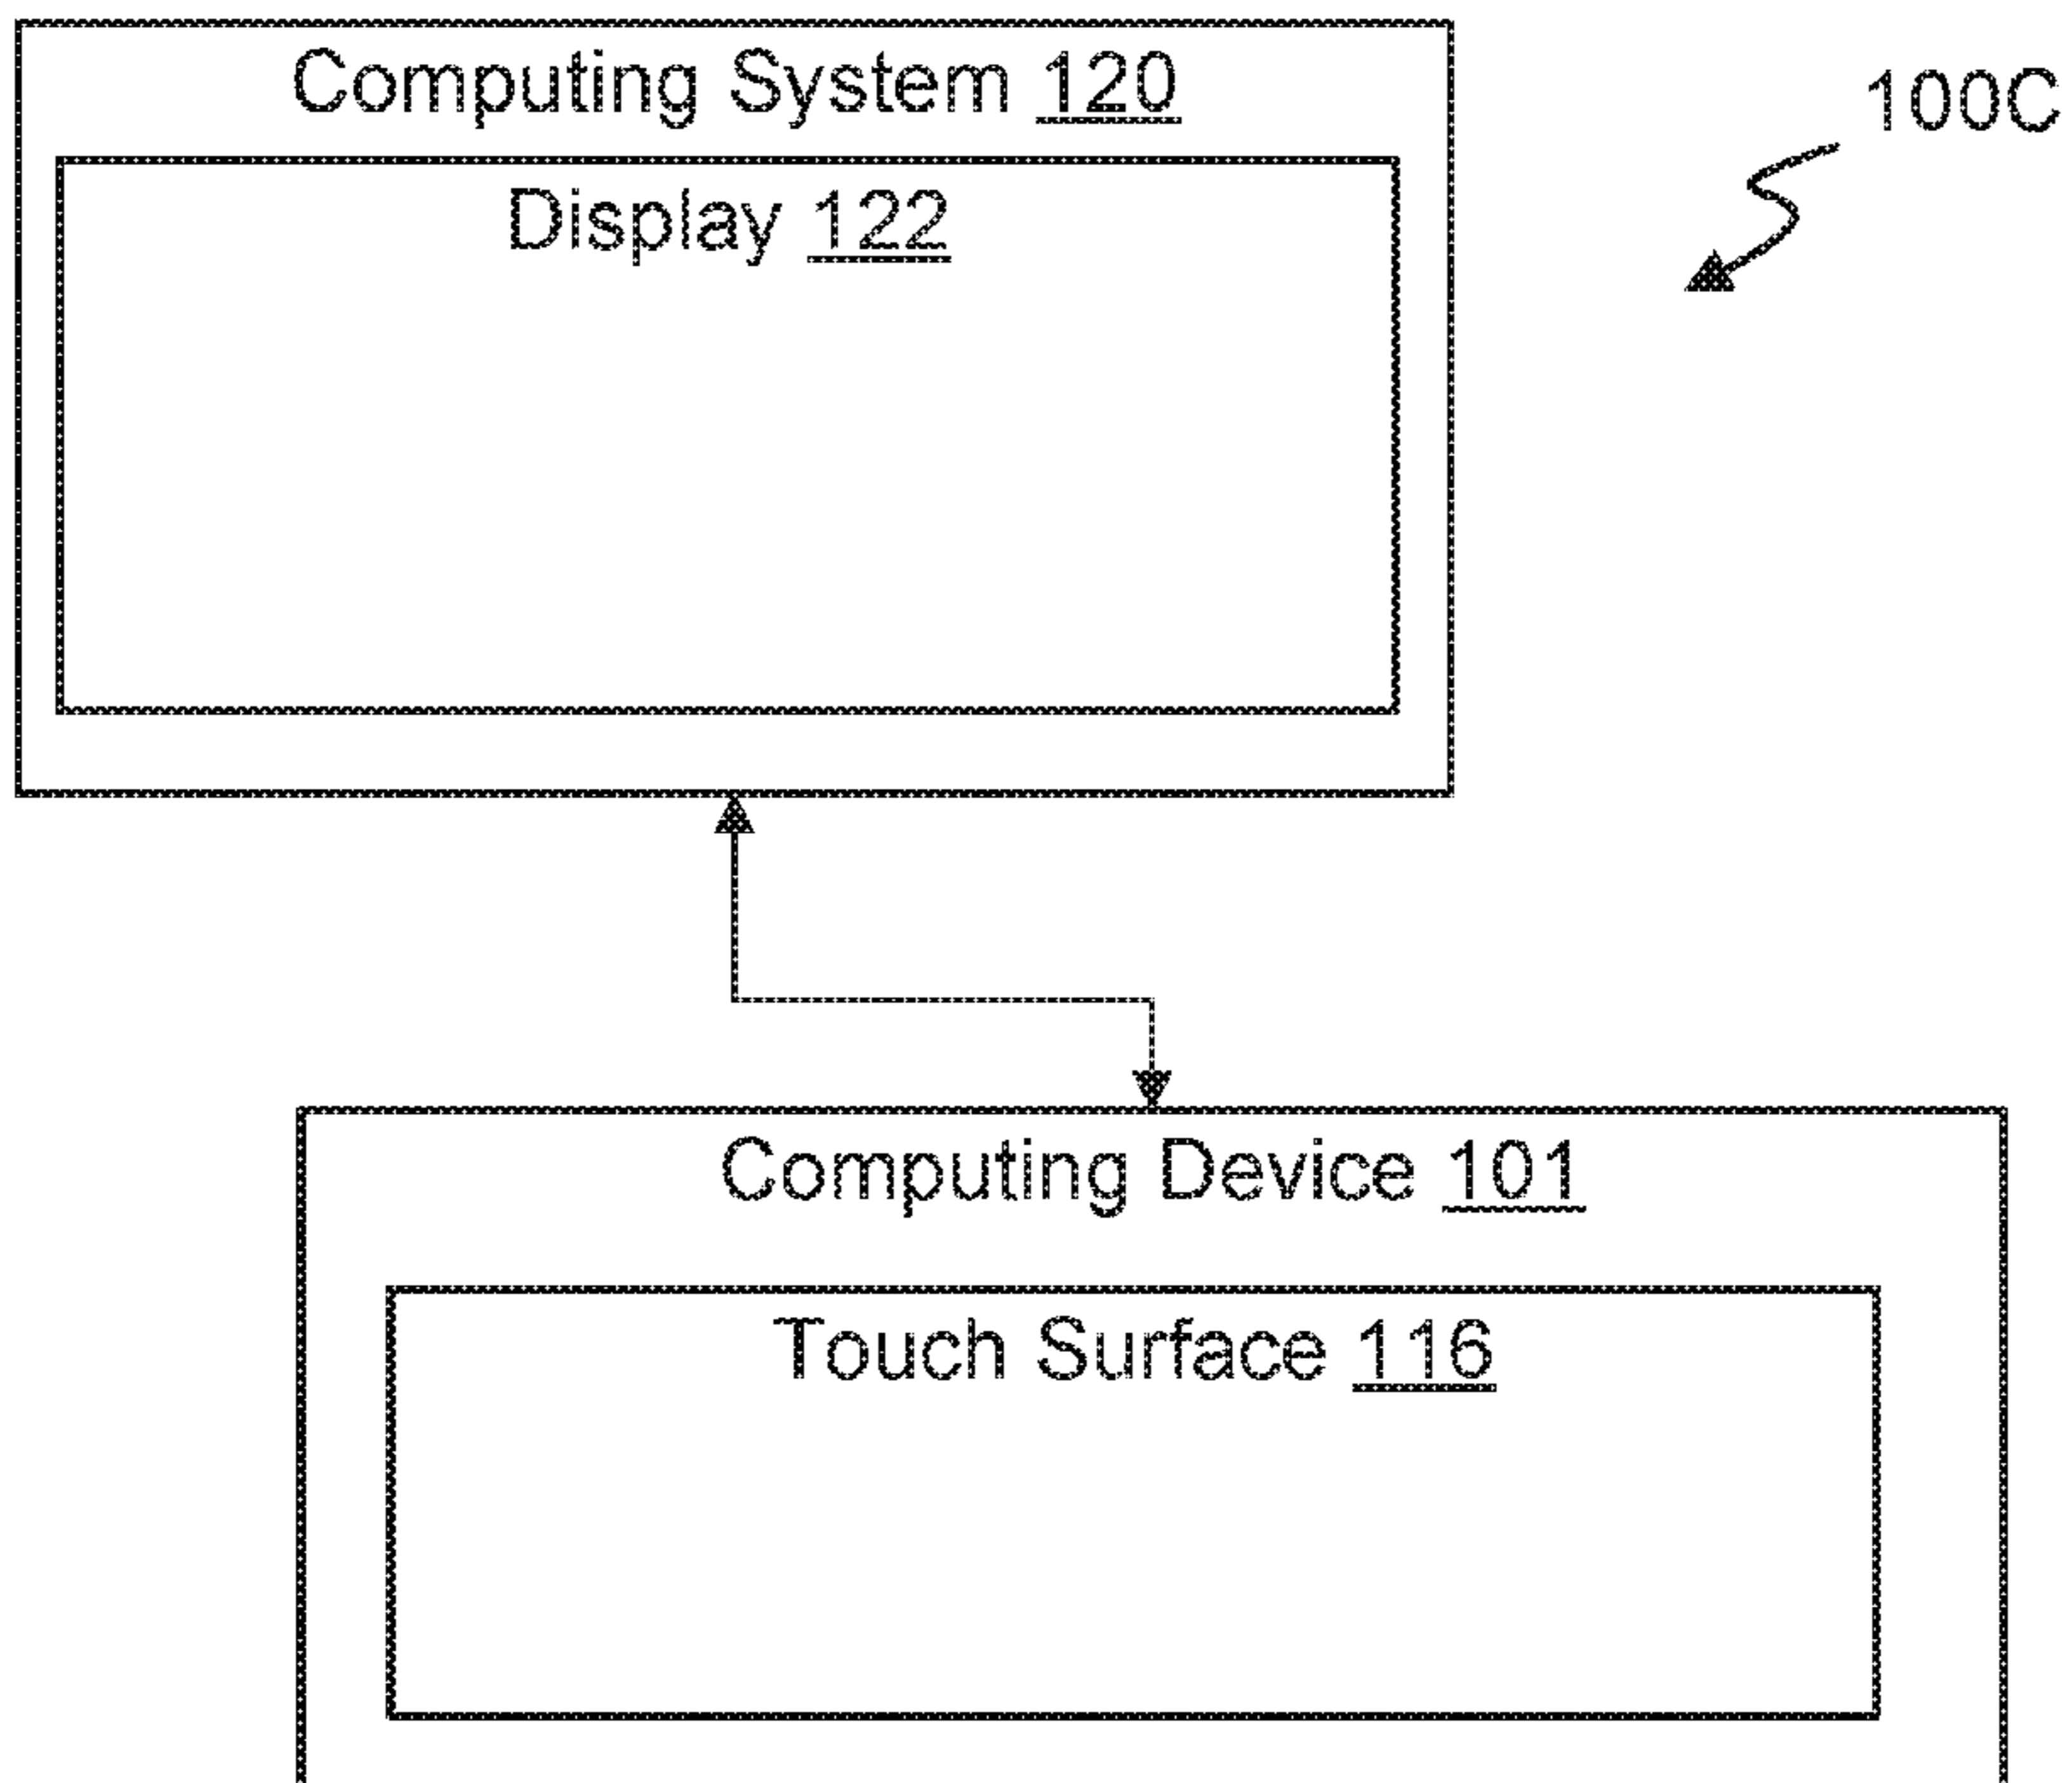 Computing System 120
100C
Display 122
Computing Device 101
Touch Surface 116